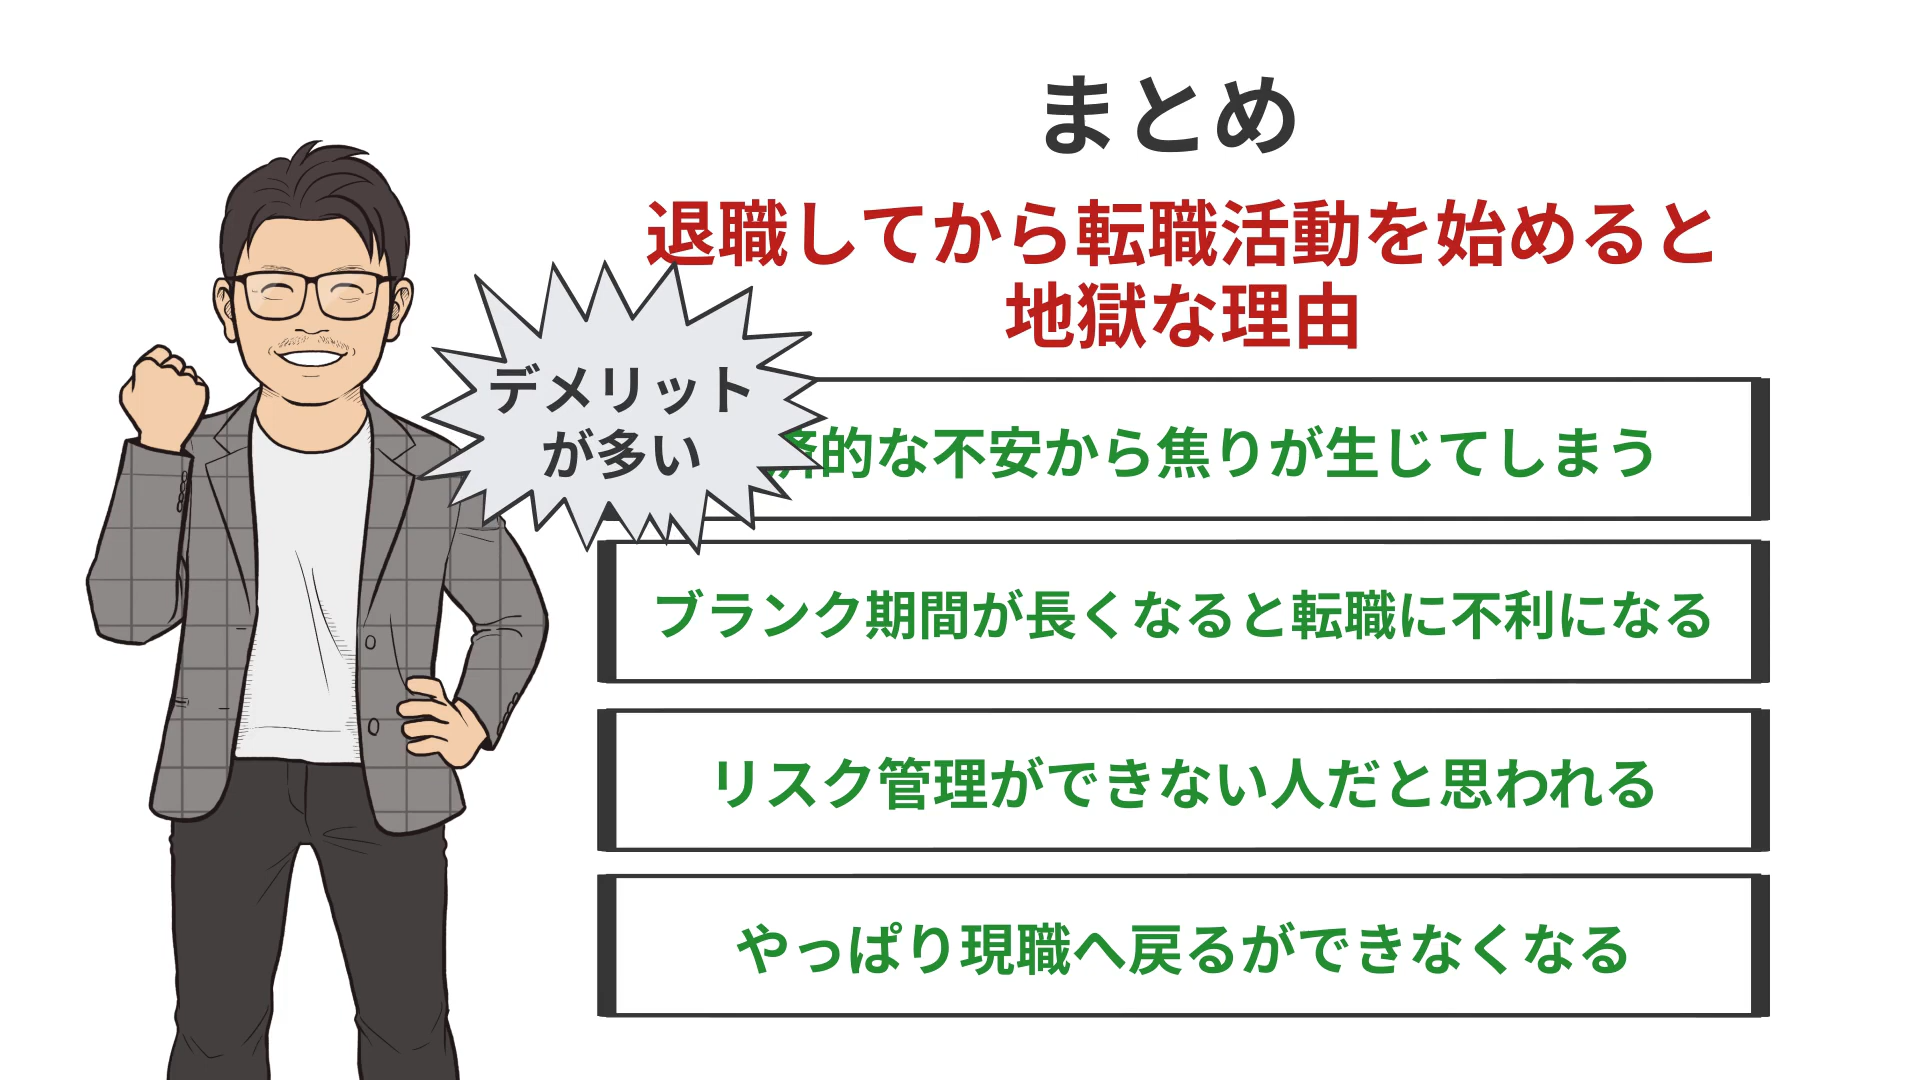 まとめ
退職してから転職活動を始めると
地獄な理由
デメリット
が多い
済的な不安から焦りが生じてしまう
ブランク期間が長くなると転職に不利になる
リスク管理ができない人だと思われる
やっぱり現職へ戻るができなくなる